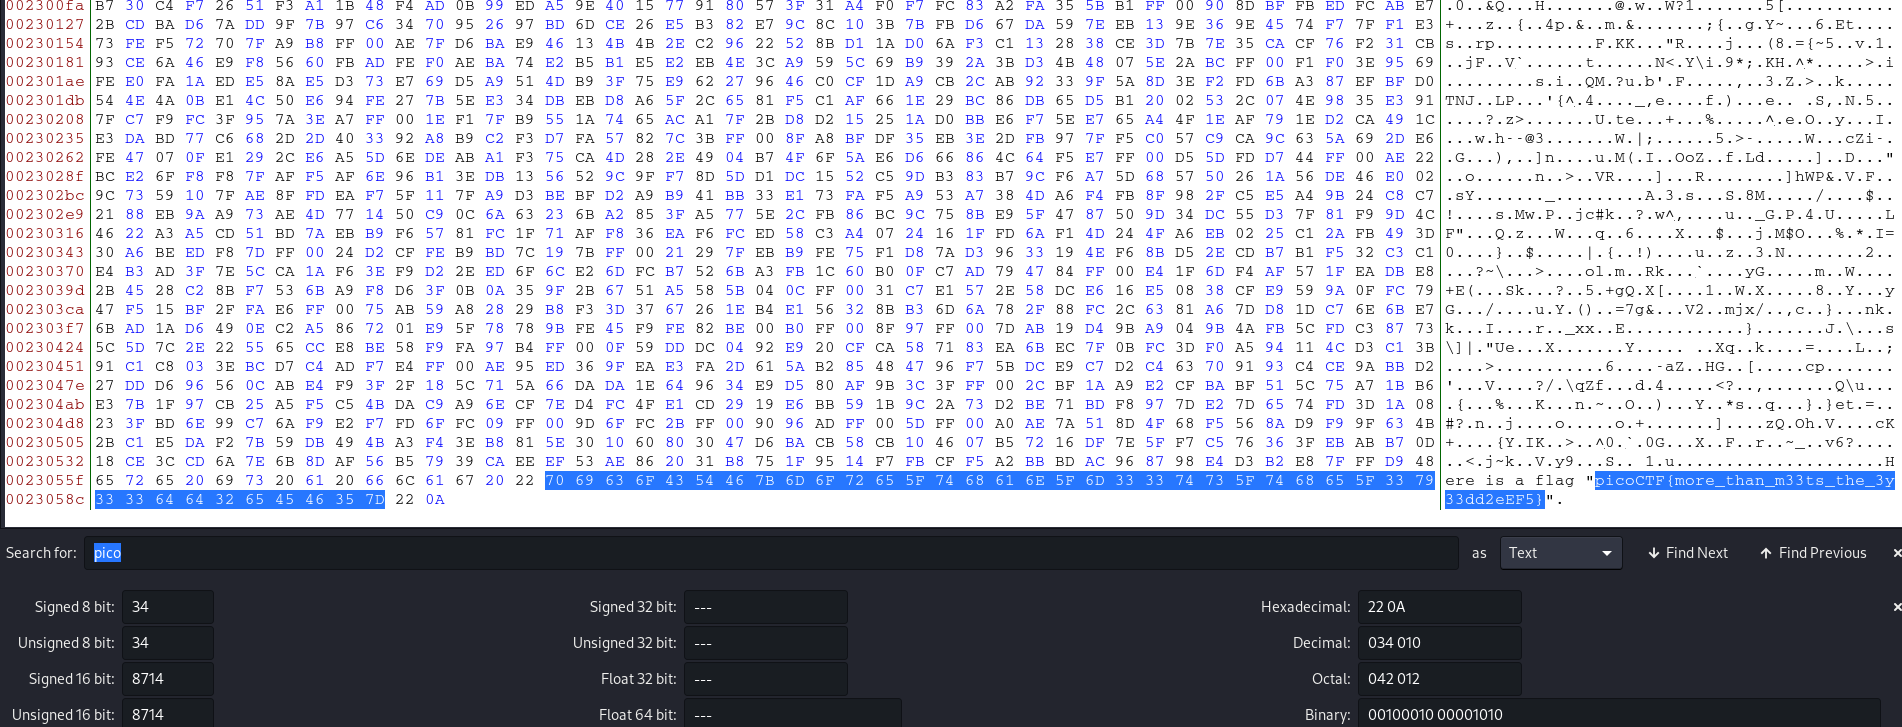 002300fa B7 30 C4 F7 26 51 F3 A1 1B 48 F4 AD 0B 99 ED A5 9E 40 15 77 91 80 57 3F 31 A4 F0 F7 FC 83 A2 FA 35 5B B1 FF 00 90 8D BF FB ED FC AB E7 .0..&Q...H.......@.w..W?1.......5[...........
00230127 2B CD BA D6 7A DD 9F 7B 97 C6 34 70 95 26 97 BD 6D CE 26 E5 B3 82 80 57 3B 10 3B 7B FB D6 67 DA 59 7E EB 13 9E 36 9E 45 74 7F F1 E3 +...z..{..4p.&..m.&......;{..g.Y~...6.Et...
00230154 73 FE F5 72 70 7F A9 B8 FF 00 AE 7F D6 BA E9 46 13 4B 4B 2E C2 96 22 52 8B D1 1A D0 6A F3 C1 13 28 38 CE 3D 7B 7E 35 CA CF 76 F2 31 CB s..rp..........F.KK..."R....j...(8.={~5..v.1.
00230181 93 CE 6A 46 E9 F8 56 60 FB AD FE F0 AE BA 74 E2 B5 B1 E5 E2 EB 4E 3C A9 59 5C 69 B9 39 2A 3B D3 4B 48 07 5E 2A BC FF 00 F1 F0 3E 95 69 ..jF..V`......t......N<.Y\i.9*;.KH.^*.....>.i
002301ae FE E0 FA 1A ED E5 8A E5 D3 73 E7 69 D5 A9 51 4D B9 3F 75 E9 62 27 96 46 C0 CF 1D A9 CB 2C AB 92 33 9F 5A 8D 3E F2 FD 6B A3 87 EF BF D0 .........s.i..QM.?u.b'.F.....,..3.Z.>..k.....
002301db 54 4E 4A 0B E1 4C 50 E6 94 FE 27 7B 5E E3 34 DB EB D8 A6 5F 2C 65 81 F5 C1 AF 66 1E 29 BC 86 DB 65 D5 B1 20 02 53 2C 07 4E 98 35 E3 91 TNJ..LP...'{^.4...._,e....f.)...e.. .S,.N.5..
00230208 7F C7 F9 FC 3F 95 7A 3E A7 FF 00 1E F1 7F B9 55 1A 74 65 AC A1 7F 2B D8 D2 15 25 1A D0 BB E6 F7 5E E7 65 A4 4F 1E AF 79 1E D2 CA 49 1C ....?.z>.......U.te...+...%.....^.e.O..y...I.
00230235 E3 DA BD 77 C6 68 2D 2D 40 33 92 A8 B9 C2 F3 D7 FA 57 82 7C 3B FF 00 8F A8 BF DF 35 EB 3E 2D FB 97 7F F5 C0 57 C9 CA 9C 63 5A 69 2D E6 ...w.h--@3.......W.|;......5.>-.....W...cZi-.
00230262 FE 47 07 0F E1 29 2C E6 A5 5D 6E DE AB A1 F3 75 CA 4D 28 2E 49 04 B7 4F 6F 5A E6 D6 66 86 4C 64 F5 E7 FF 00 D5 5D FD D7 44 FF 00 AE 22 .G...),..]n....u.M(.I..OoZ..f.Ld.....]..D..."
0023028f BC E2 6F F8 F8 7F AF F5 AF 6E 96 B1 3E DB 13 56 52 9C 9F F7 8D 5D D1 DC 15 52 C5 9D B3 83 B7 9C F6 A7 5D 68 57 50 26 1A 56 DE 46 E0 02 ..o......n..>..VR....]...R.......]hWP&.V.F..
002302bc 9C 73 59 10 7F AE 8F FD EA F7 5F 11 7F A9 D3 BE BF D2 A9 B9 41 BB 33 E1 73 FA F5 A9 53 A7 38 4D A6 F4 FB 8F 98 2F C5 E5 A4 9B 24 C8 C7 .sY......._.........A.3.s...S.8M...../....$..
002302e9 21 88 EB 9A A9 73 AE 4D 77 14 50 C9 0C 6A 63 23 6B A2 85 3F A5 77 5E 2C FB 86 BC 9C 75 8B E9 5F 47 87 50 9D 34 DC 55 D3 7F 81 F9 9D 4C !....s.Mw.P..jc#k..?.w^,....u.._G.P.4.U.....L
00230316 46 22 A3 A5 CD 51 BD 7A EB B9 F6 57 81 FC 1F 71 AF F8 36 EA F6 FC ED 58 C3 A4 07 24 16 1F FD 6A F1 4D 24 4F A6 EB 02 25 C1 2A FB 49 3D F"...Q.z...W...q..6....X...$...j.M$O...%.*.I=
00230343 30 A6 BE ED F8 7D FF 00 24 D2 CF FE B9 BD 7C 19 7B FF 00 21 29 7F EB B9 FE 75 F1 D8 7A D3 96 33 4E F6 8B D5 2E CD B7 B1 F5 32 C3 C1 0....}..$.....|.{..!)....u..z..3N........2..
00230370 E4 B3 AD 3F 7E 5C CA 1A F6 3E F9 D2 2E ED 6F 6C E2 6D FC B7 52 6B A3 FB 1C 60 B0 0F C7 AD 79 47 84 FF 00 E4 1F 6D F4 AF 57 1F EA DB E8 ...?~\...>....ol.m..Rk...`....yG.....m..W....
0023039d 2B 45 28 C2 8B F7 53 6B A9 F8 D6 3F 0B 0A 35 9F 2B 67 51 A5 58 5B 04 0C FF 00 31 C7 E1 57 2E 58 DC E6 16 E5 08 38 CF E9 59 9A 0F FC 79 +E(...Sk...?..5.+gQ.X[....1..W.X.....8..Y...y
002303ca 47 F5 15 BF 2F FA E6 FF 00 75 AB 59 A8 28 29 B8 F3 3D 37 67 26 1E B4 E1 56 32 8B B3 6D 6A 78 2F 88 FC 2C 63 81 A6 7D D8 1D C7 6E 6B E7 G.../....u.Y.()..=7g&...V2..mjx/..,c..}...nk.
002303f7 6B AD 1A D6 49 0E C2 A5 86 72 01 E9 5F 78 78 9B FE 45 F9 FE 82 BE 00 B0 FF 00 8F 97 FF 00 7D AB 19 D4 9B A9 04 9B 4A FB 5C FD C3 87 73 k...I....r.._xx..E............}.......J.\...s
00230424 5C 5D 7C 2E 22 55 65 CC E8 BE 58 F9 FA 97 B4 FF 00 0F 59 DD DC 04 92 E9 20 CF CA 58 71 83 EA 6B EC 7F 0B FC 3D F0 A5 94 11 4C D3 C1 3B \]|."Ue...X.......Y..... ..Xq..k....=....L..;
00230451 91 C1 C8 03 3E BC D7 C4 AD F7 E4 FF 00 AE 95 ED 36 9F EA E3 FA 2D 61 5A B2 85 48 47 96 F7 5B DC E9 C7 D2 C4 63 70 91 93 C4 CE 9A BB D2 ....>...........6....-aZ..HG..[.....cp.......
0023047e 27 DD D6 96 56 0C AB E4 F9 3F 2F 18 5C 71 5A 66 DA DA 1E 64 96 34 E9 D5 80 AF 9B 3C 3F FF 00 2C BF 1A A9 E2 CF BA BF 51 5C 75 A7 1B B6 '...V....?/.\qZf...d.4.....<?..,.......Q\u...
002304ab E3 7B 1F 97 CB 25 A5 F5 C5 4B DA C9 A9 6E CF 7E D4 FC 4F E1 CD 29 19 E6 BB 59 1B 9C 2A 73 D2 BE 71 BD F8 97 7D E2 7D 65 74 FD 3D 1A 08 .{...%...K...n.~..O..)...Y..*s..q...}.}et.=..
002304d8 23 3F BD 6E 99 C7 6A F9 E2 F7 FD 6F FC 09 FF 00 9D 6F FC 2B FF 00 90 96 AD FF 00 5D FF 00 AE 7A 51 8D 4F 68 F5 56 8A D9 F9 9F 63 4B #?.n..j....o.....o.+.......]...zQ.Oh.V....cK
00230505 2B C1 E5 DA F2 7B 59 DB 49 4B A3 F4 3E B8 81 5E 30 10 60 80 30 47 D6 BA CB 58 CB 10 46 07 B5 72 16 DF 7E 5F F7 C5 76 36 3F EB AB B7 0D +....{Y.IK..>..^0.`.0G...X..F..r..~_..v6?....
00230532 18 CE 3C CD 6A 7E 6B 8D AF 56 B5 79 39 CA EE EF 53 AE 86 20 31 B8 75 1F 95 14 F7 FB CF F5 A2 BB BD AC 96 87 98 E4 D3 B2 E8 7F FF D9 48 ..<.j~k..V.y9...S.. 1.u.....................H
0023055f 65 72 65 20 69 73 20 61 20 66 6C 61 67 20 22 70 69 63 6F 43 54 46 7B 6D 6F 72 65 5F 74 68 61 6E 5F 6D 33 33 74 73 5F 74 68 65 5F 33 79 ere is a flag "picoCTF{more_than_m33ts_the_3y
0023058c 33 33 64 64 32 65 45 46 35 7D 22 0A 33dd2eEF5}".
Search for: pico as Text Find Next Find Previous
Signed 8 bit: 34 Signed 32 bit: --- Hexadecimal: 22 0A
Unsigned 8 bit: 34 Unsigned 32 bit: --- Decimal: 034 010
Signed 16 bit: 8714 Float 32 bit: --- Octal: 042 012
Unsigned 16 bit: 8714 Float 64 bit: --- Binary: 00100010 00001010